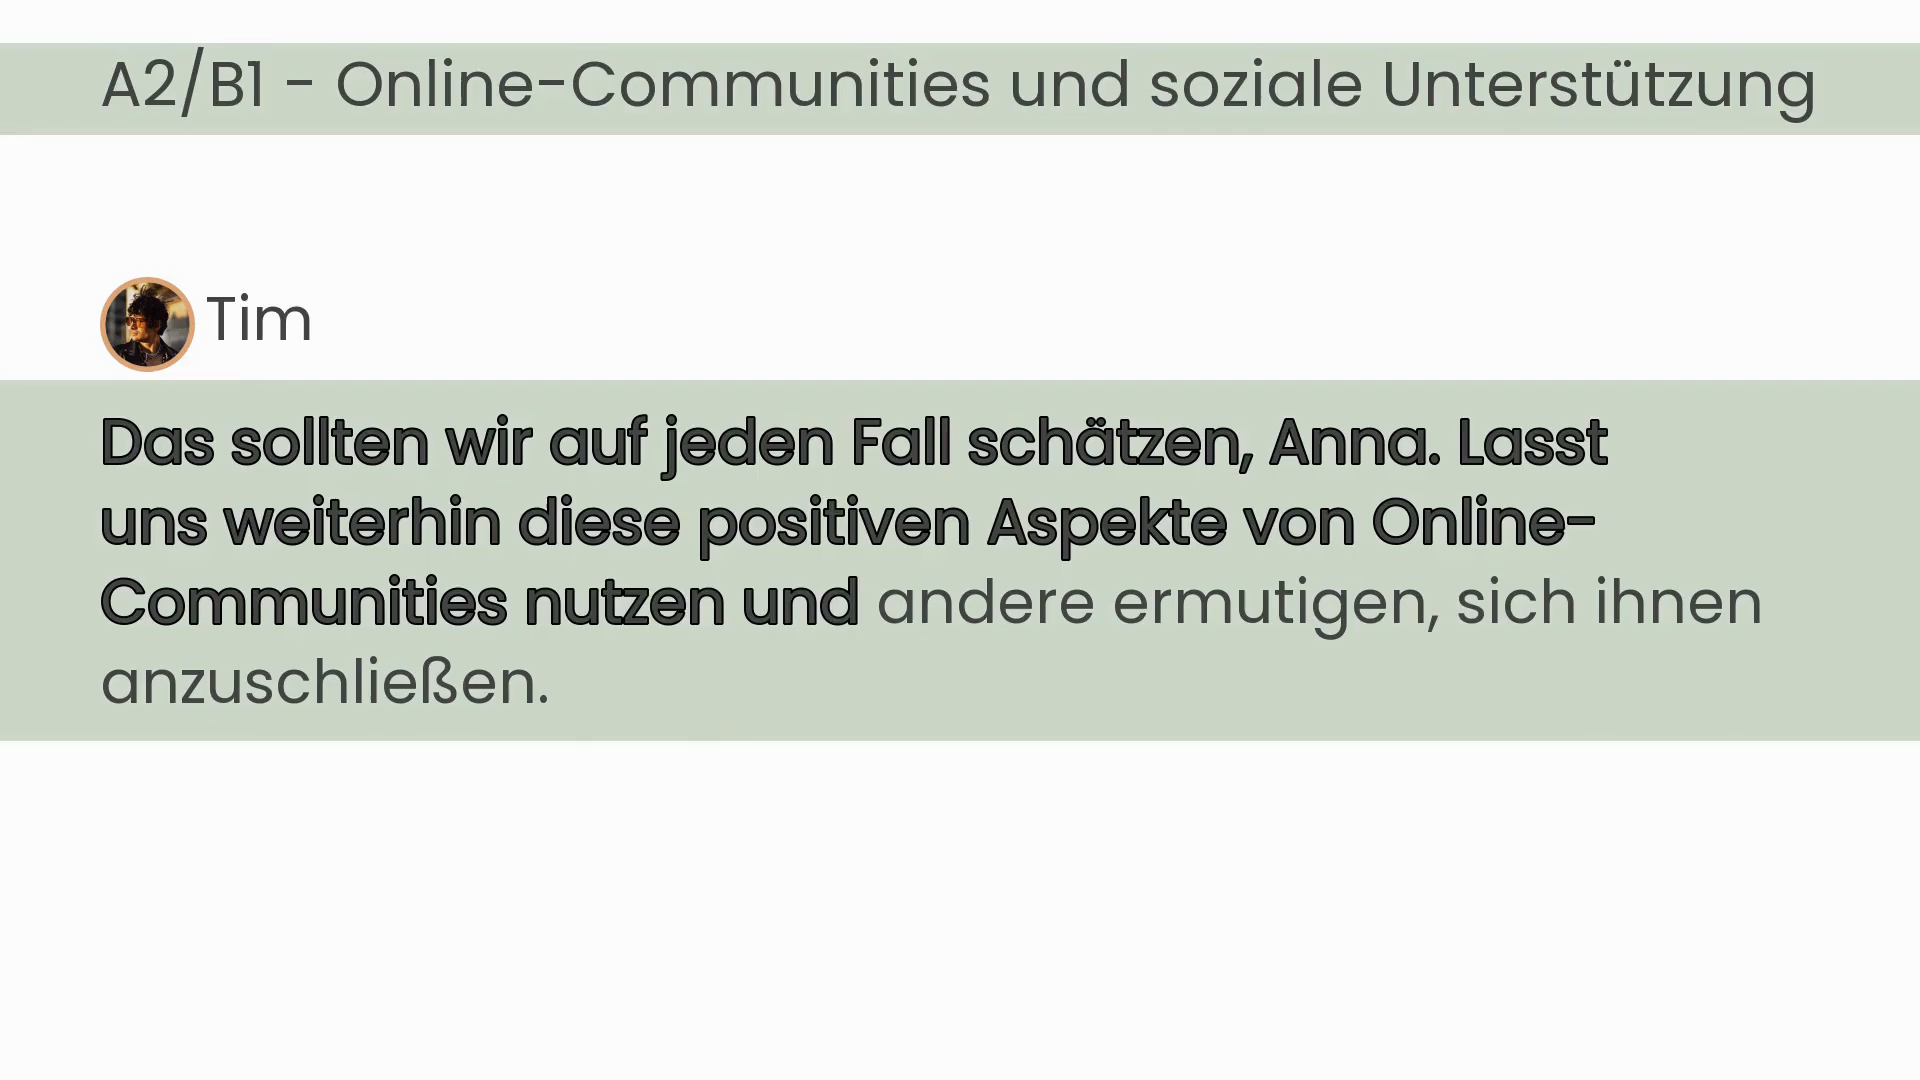 A2/B1 - Online-Communities und soziale Unterstützung
Tim
Das sollten wir auf jeden Fall schätzen, Anna. Lasst
uns weiterhin diese positiven Aspekte von Online-
Communities nutzen und andere ermutigen, sich ihnen
anzuschließen.